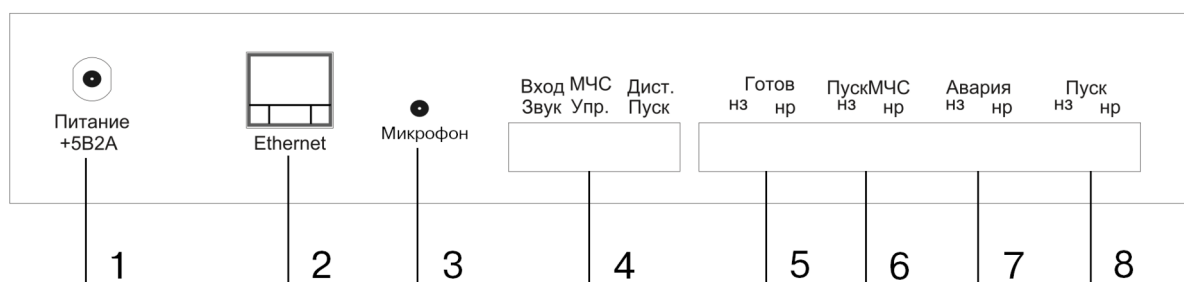 Питание
+5В2А
Ethernet
Микрофон
Вход МЧС Дист.
Звук Упр. Пуск
Готов ПускМЧС Авария Пуск
нз нр нз нр нз нр нз нр
1 2 3 4 5 6 7 8